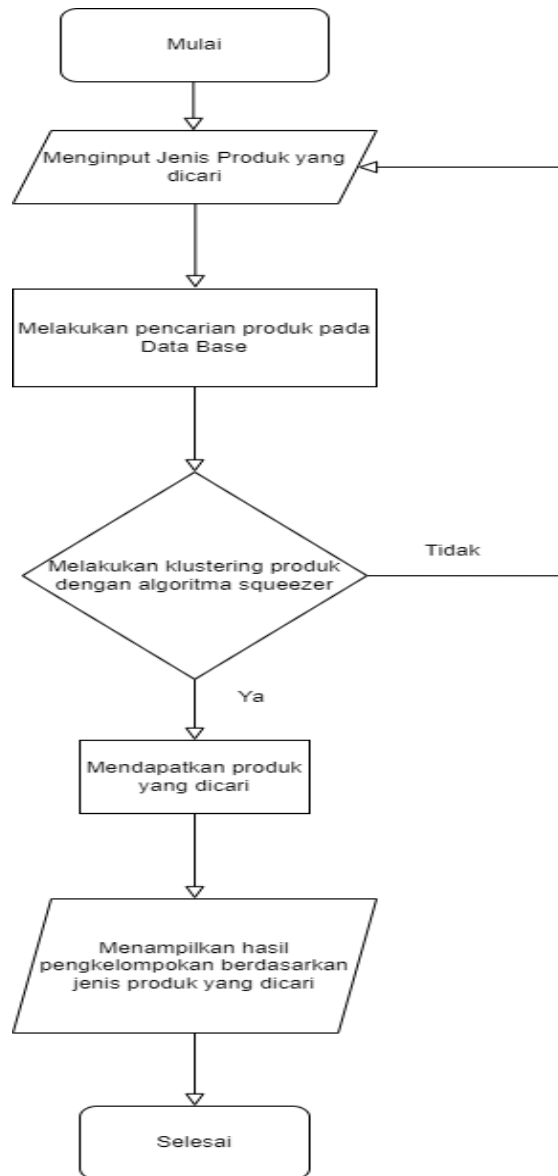 Mulai
Menginput Jenis Produk yang
dicari
Melakukan pencarian produk pada
Data Base
Melakukan klustering produk
dengan algoritma squeezer
Tidak
Ya
Mendapatkan produk
yang dicari
Menampilkan hasil
pengkelompokan berdasarkan
jenis produk yang dicari
Selesai